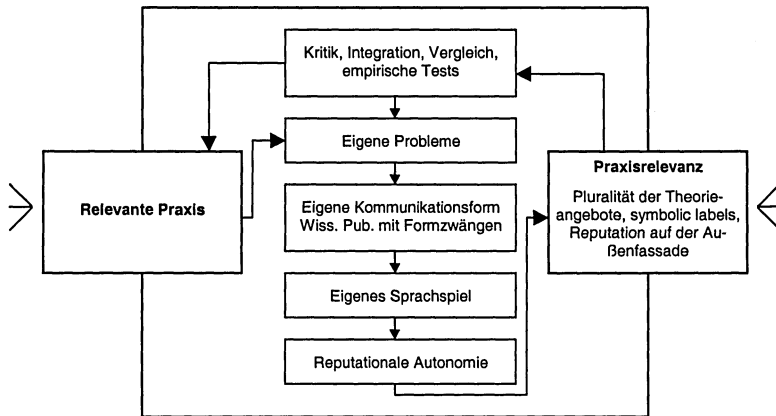 Kritik, Integration, Vergleich,
empirische Tests
Eigene Probleme
Relevante Praxis
Eigene Kommunikationsform
Wiss. Pub. mit Formzwängen
Eigenes Sprachspiel
Reputationale Autonomie
Praxisrelevanz
Pluralität der Theorie-
angebote, symbolic labels,
Reputation auf der Au-
ßenfassade